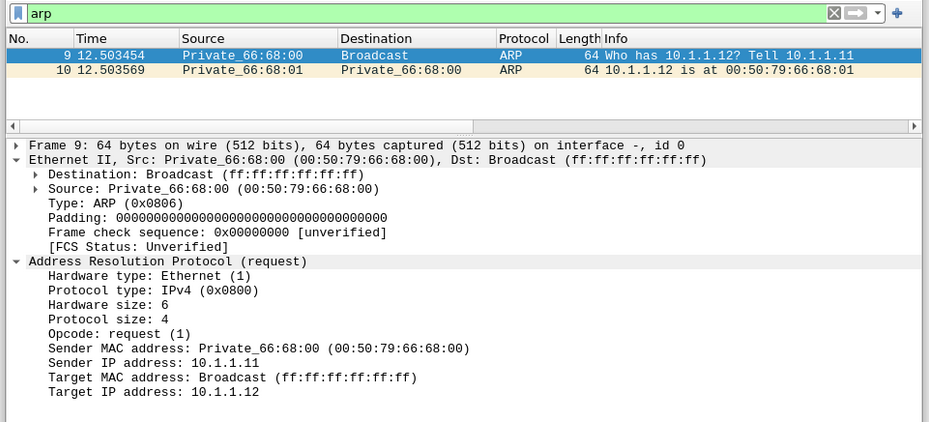 arp
No. Time Source Destination Protocol Length Info
9 12.503454 Private_66:68:00 Broadcast ARP 64 Who has 10.1.1.12? Tell 10.1.1.11
10 12.503569 Private_66:68:01 Private_66:68:00 ARP 64 10.1.1.12 is at 00:50:79:66:68:01
Frame 9: 64 bytes on wire (512 bits), 64 bytes captured (512 bits) on interface -, id 0
Ethernet II, Src: Private_66:68:00 (00:50:79:66:68:00), Dst: Broadcast (ff:ff:ff:ff:ff:ff)
Destination: Broadcast (ff:ff:ff:ff:ff:ff)
Source: Private_66:68:00 (00:50:79:66:68:00)
Type: ARP (0x0806)
Padding: 000000000000000000000000000000000000
Frame check sequence: 0x00000000 [unverified]
[FCS Status: Unverified]
Address Resolution Protocol (request)
Hardware type: Ethernet (1)
Protocol type: IPv4 (0x0800)
Hardware size: 6
Protocol size: 4
Opcode: request (1)
Sender MAC address: Private_66:68:00 (00:50:79:66:68:00)
Sender IP address: 10.1.1.11
Target MAC address: Broadcast (ff:ff:ff:ff:ff:ff)
Target IP address: 10.1.1.12